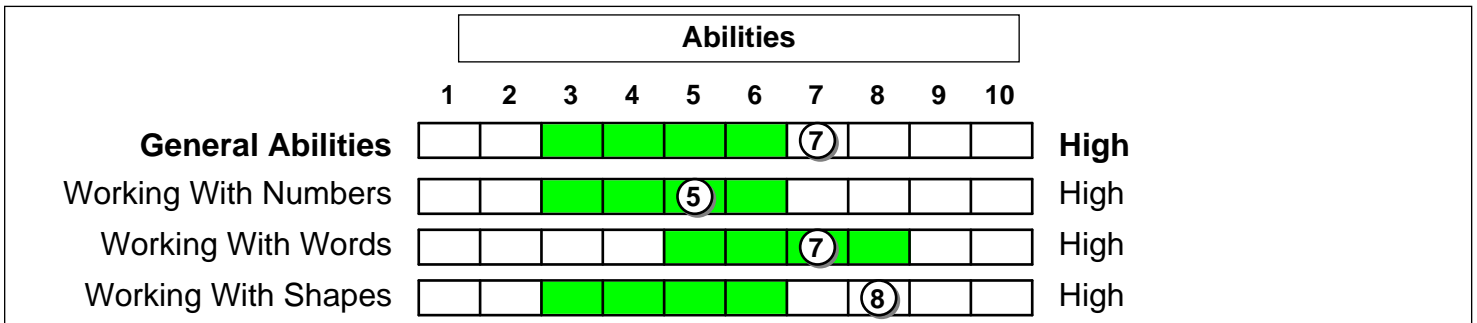 Abilities
1 2 3 4 5 6 7 8 9 10
General Abilities 7 High
Working With Numbers 5 High
Working With Words 7 High
Working With Shapes 8 High